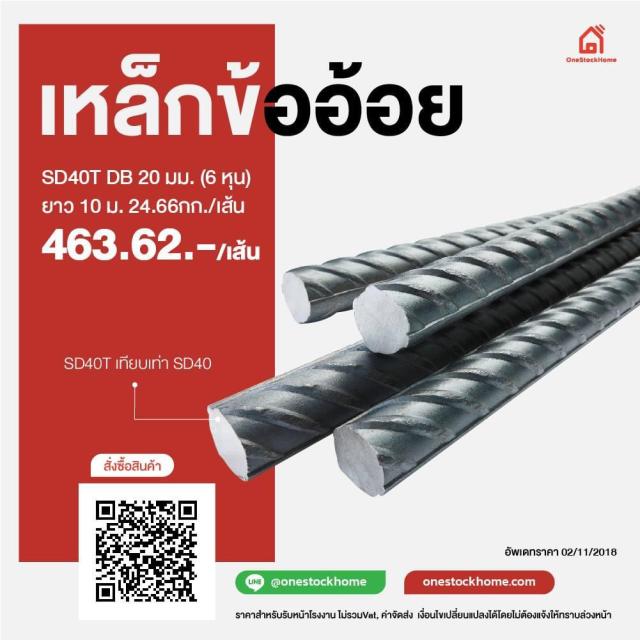 OneStockHome
เหล็กข้ออ้อย
SD40T DB 20 มม. (6 หุน)
ยาว 10 ม. 24.66กก./เส้น
463.62.-/เส้น
SD40T เทียบเท่า SD40
สั่งซื้อสินค้า
อัพเดทราคา 02/11/2018
LINE @onestockhome
onestockhome.com
ราคาสำหรับรับหน้าโรงงาน ไม่รวมVat, ค่าจัดส่ง เงื่อนไขเปลี่ยนแปลงได้โดยไม่ต้องแจ้งให้ทราบล่วงหน้า